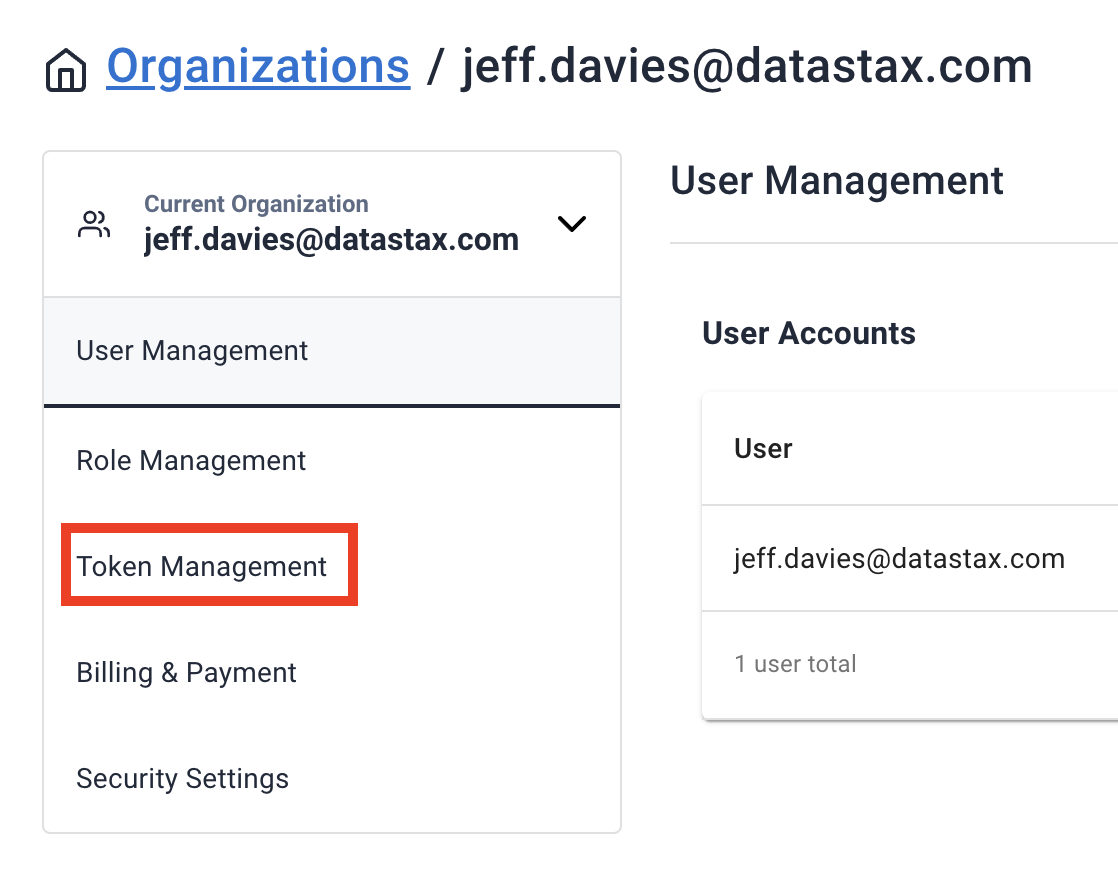 Organizations / jeff.davies@datastax.com
Current Organization
jeff.davies@datastax.com
User Management
Role Management
Token Management
Billing & Payment
Security Settings
User Management
User Accounts
User
jeff.davies@datastax.com
1 user total